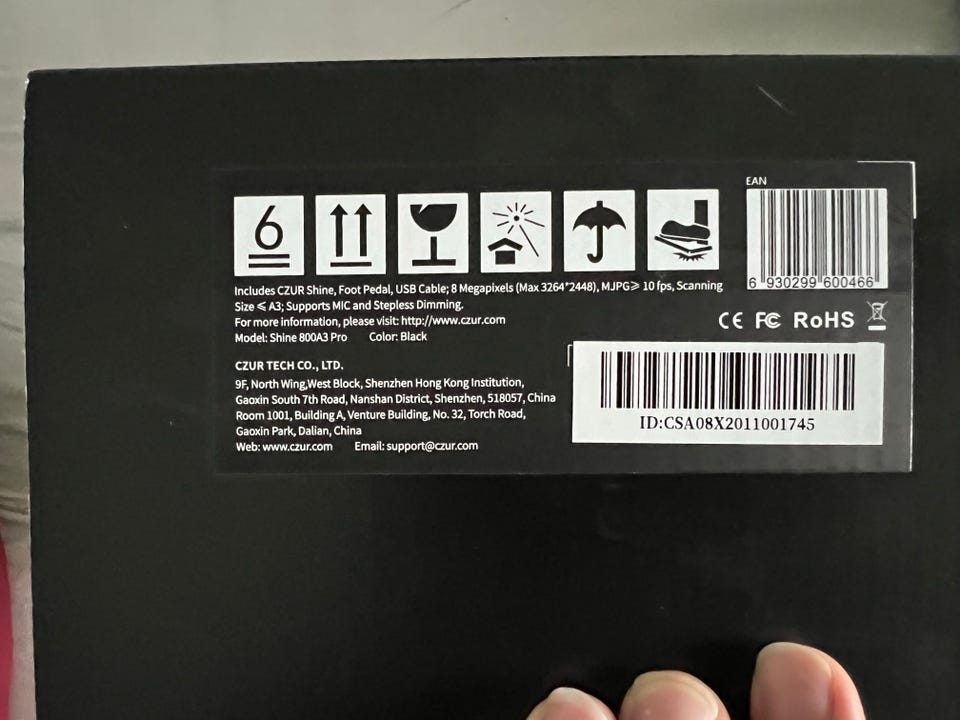 6
EAN
6 930299 600466
Includes CZUR Shine, Foot Pedal, USB Cable; 8 Megapixels (Max 3264*2448), MJPG⩾ 10 fps, Scanning
Size ⩽ A3; Supports MIC and Stepless Dimming.
For more information, please visit: http://www.czur.com
Model: Shine 800A3 Pro Color: Black
CE FC RoHS
CZUR TECH CO., LTD.
9F, North Wing,West Block, Shenzhen Hong Kong Institution,
Gaoxin South 7th Road, Nanshan District, Shenzhen, 518057, China
Room 1001, Building A, Venture Building, No. 32, Torch Road,
Gaoxin Park, Dalian, China
Web: www.czur.com Email: support@czur.com
ID:CSA08X2011001745